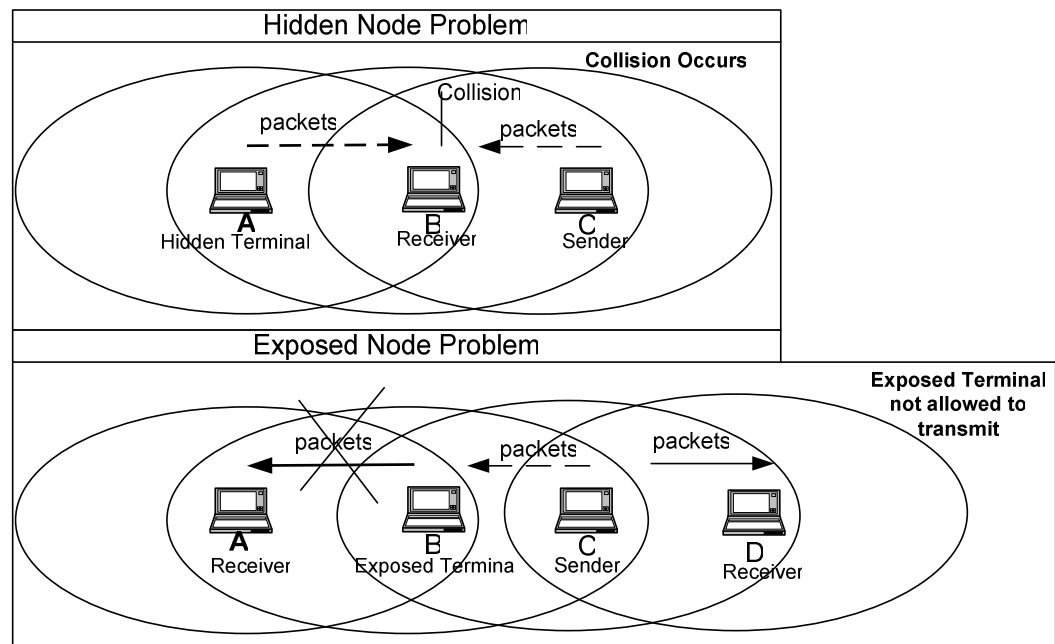 Hidden Node Problem
Collision Occurs
Collision
packets
packets
A
Hidden Terminal
B
Receiver
C
Sender
Exposed Node Problem
Exposed Terminal
not allowed to
transmit
packets
packets
packets
A
Receiver
B
Exposed Termina
C
Sender
D
Receiver